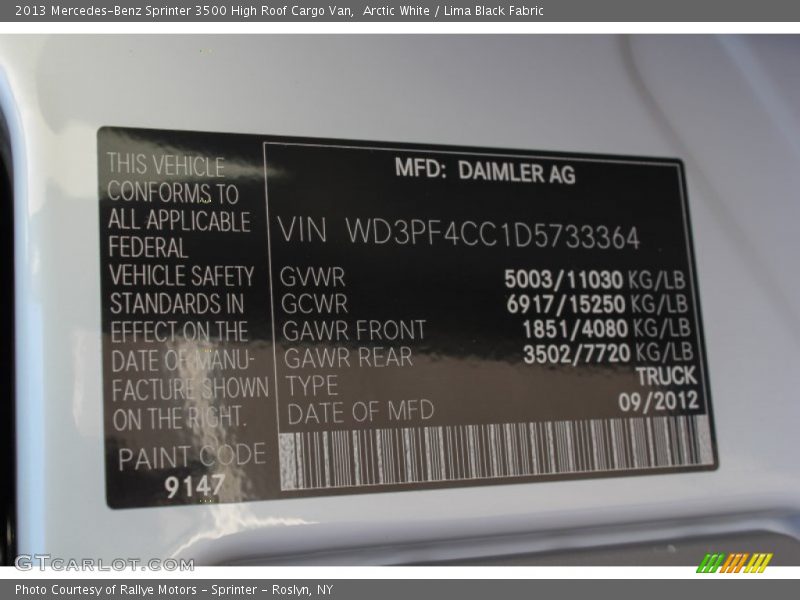 2013 Mercedes-Benz Sprinter 3500 High Roof Cargo Van,  Arctic White / Lima Black Fabric
THIS VEHICLE
CONFORMS TO
ALL APPLICABLE
FEDERAL
VEHICLE SAFETY
STANDARDS IN
EFFECT ON THE
DATE OF MANU-
FACTURE SHOWN
ON THE RIGHT.
PAINT CODE
9147
MFD: DAIMLER AG
VIN WD3PF4CC1D5733364
GVWR 5003/11030 KG/LB
GCWR 6917/15250 KG/LB
GAWR FRONT 1851/4080 KG/LB
GAWR REAR 3502/7720 KG/LB
TYPE TRUCK
DATE OF MFD 09/2012
GTcarlot.com
Photo Courtesy of Rallye Motors - Sprinter - Roslyn, NY